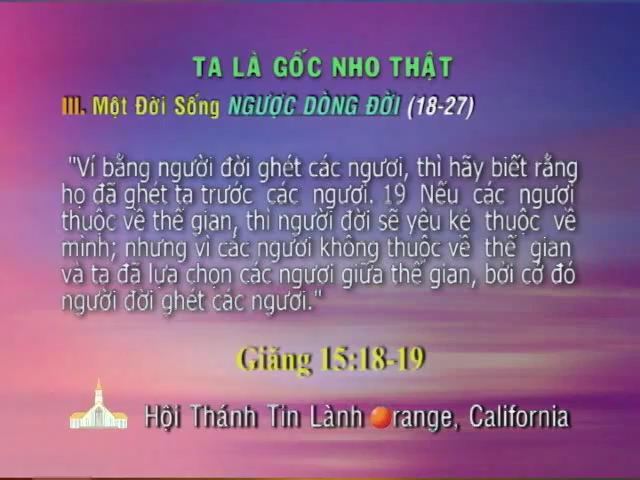 TA LÀ GỐC NHO THẬT
III. Một Đời Sống NGƯỢC DÒNG ĐỜI (18-27)
"Ví bằng người đời ghét các ngươi, thì hãy biết rằng
họ đã ghét ta trước các ngươi. 19 Nếu các ngươi
thuộc về thế gian, thì người đời sẽ yêu kẻ thuộc về
mình; nhưng vì các ngươi không thuộc về thế gian
và ta đã lựa chọn các ngươi giữa thế gian, bởi cớ đó
người đời ghét các ngươi."
Giăng 15:18-19
Hội Thánh Tin Lành Orange, California